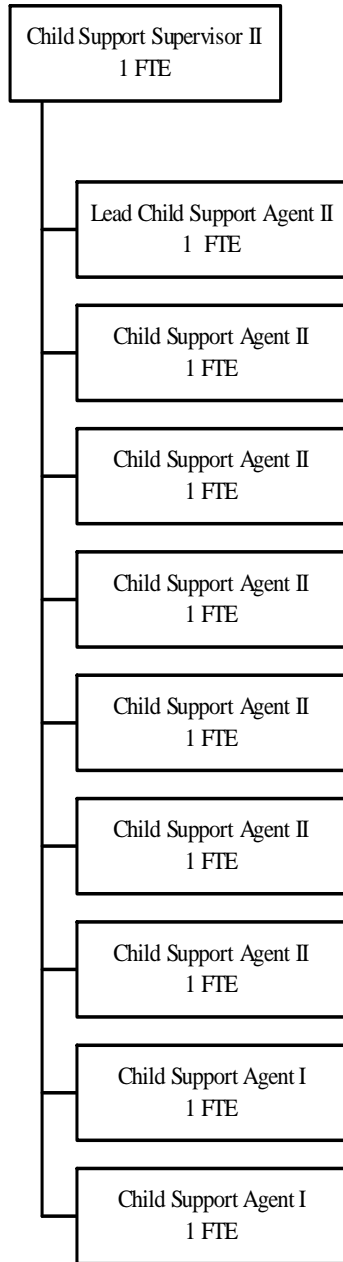 Child Support Supervisor II
1 FTE
Lead Child Support Agent II
1 FTE
Child Support Agent II
1 FTE
Child Support Agent II
1 FTE
Child Support Agent II
1 FTE
Child Support Agent II
1 FTE
Child Support Agent II
1 FTE
Child Support Agent II
1 FTE
Child Support Agent I
1 FTE
Child Support Agent I
1 FTE